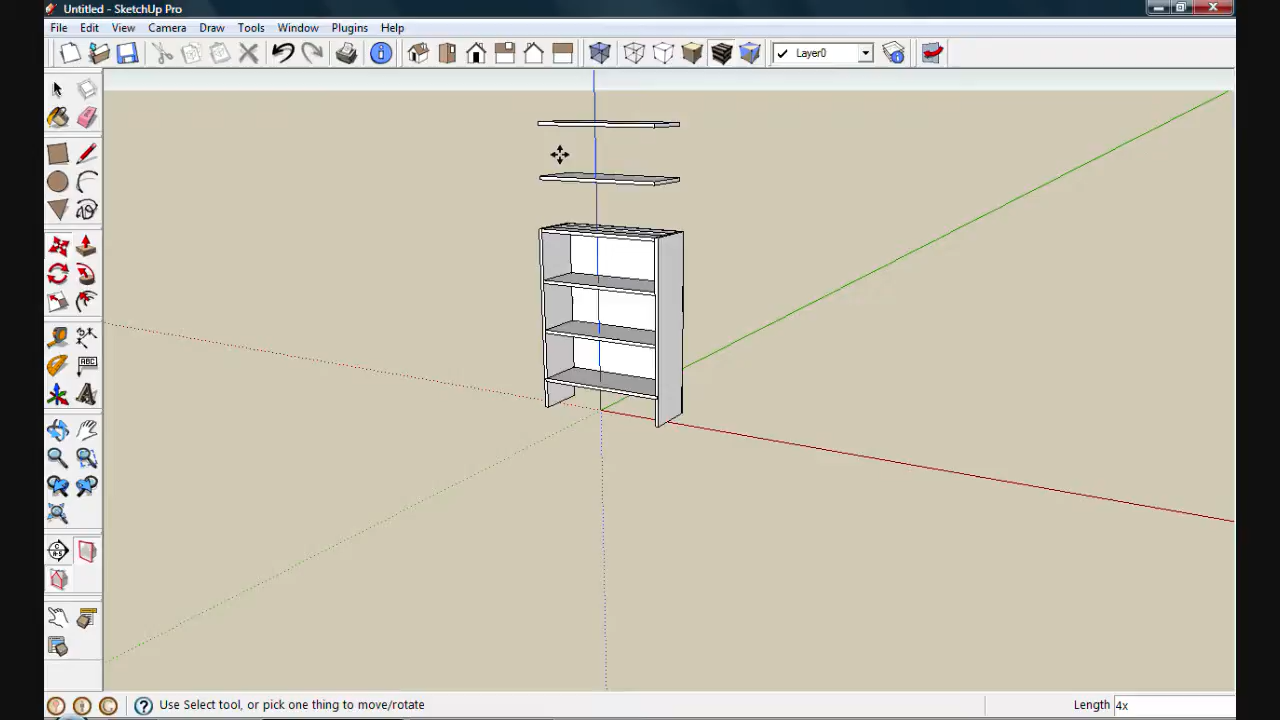 Untitled - SketchUp Pro
File Edit View Camera Draw Tools Window Plugins Help
Layer0
ABC
Use Select tool, or pick one thing to move/rotate
Length 4x